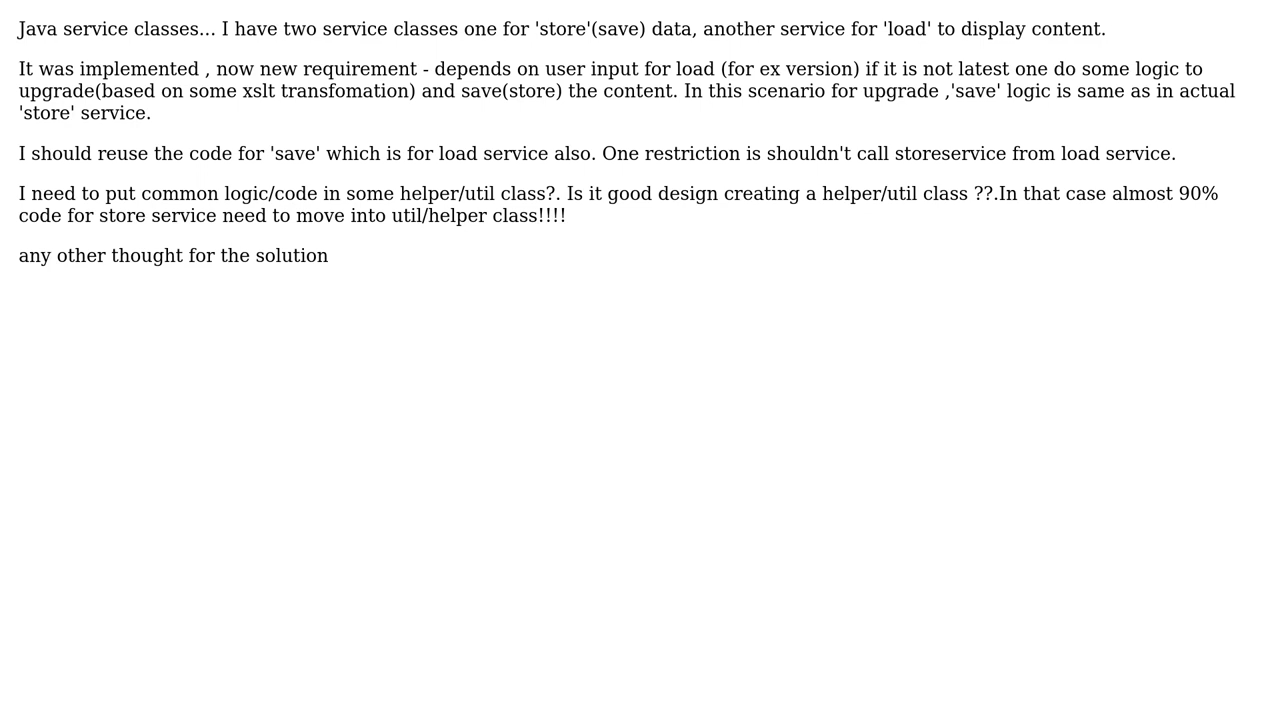 Java service classes... I have two service classes one for 'store'(save) data, another service for 'load' to display content.
It was implemented , now new requirement - depends on user input for load (for ex version) if it is not latest one do some logic to
upgrade(based on some xslt transfomation) and save(store) the content. In this scenario for upgrade ,'save' logic is same as in actual
'store' service.
I should reuse the code for 'save' which is for load service also. One restriction is shouldn't call storeservice from load service.
I need to put common logic/code in some helper/util class?. Is it good design creating a helper/util class ??.In that case almost 90%
code for store service need to move into util/helper class!!!!
any other thought for the solution